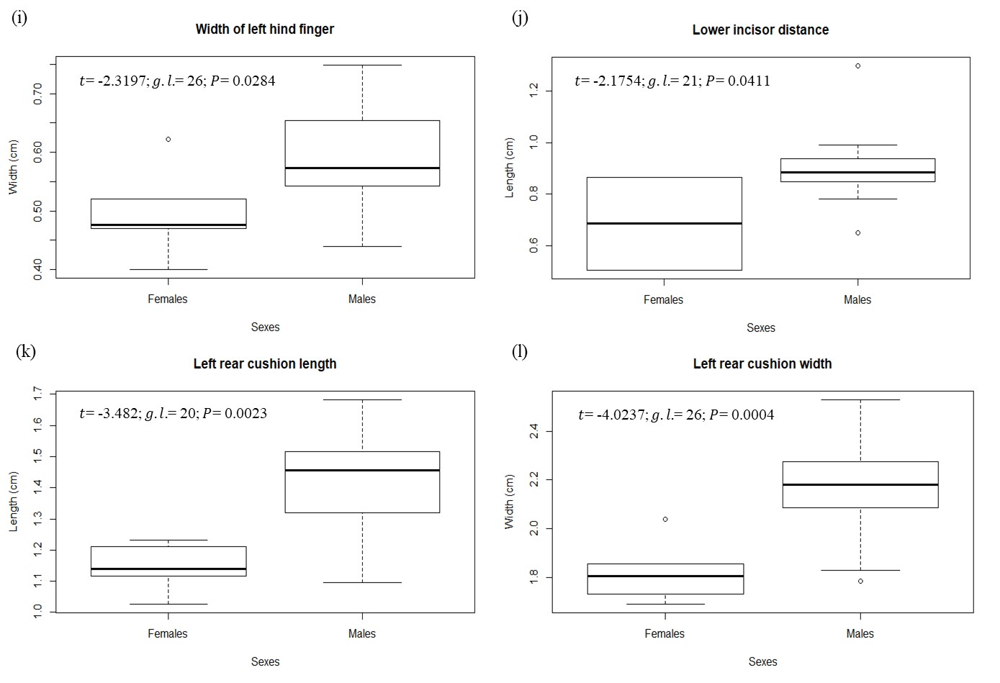 (i)
Width of left hind finger
t= -2.3197; g. l.= 26; P= 0.0284
0.70
0.60
0.50
0.40
Width (cm)
Females
Males
Sexes
(j)
Lower incisor distance
t= -2.1754; g. l.= 21; P= 0.0411
1.2
1.0
0.8
0.6
Length (cm)
Females
Males
Sexes
(k)
Left rear cushion length
t= -3.482; g. l.= 20; P= 0.0023
1.7
1.6
1.5
1.4
1.3
1.2
1.1
1.0
Length (cm)
Females
Males
Sexes
(l)
Left rear cushion width
t= -4.0237; g. l.= 26; P= 0.0004
2.4
2.2
2.0
1.8
Width (cm)
Females
Males
Sexes